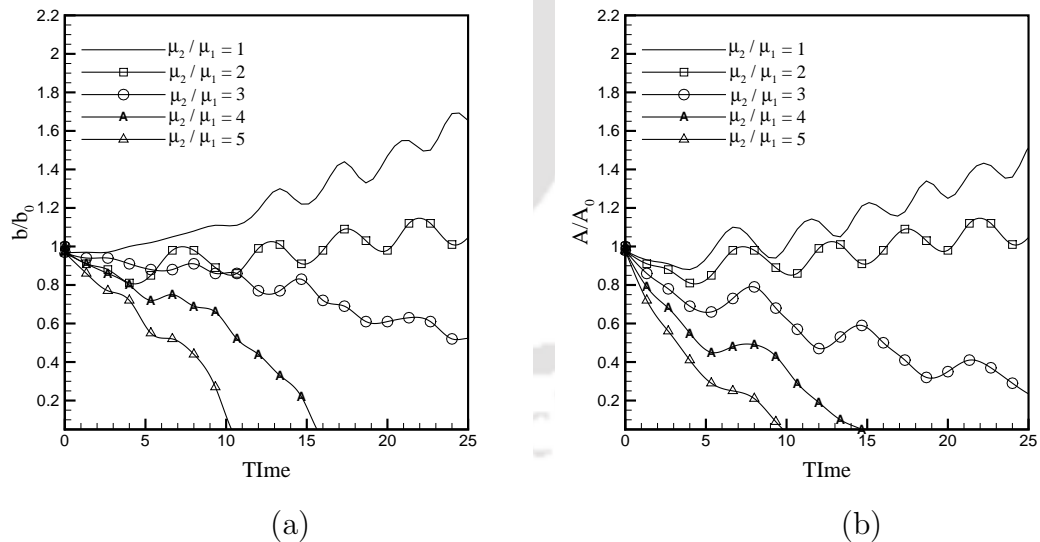 2.2
2
1.8
1.6
1.4
1.2
1
0.8
0.6
0.4
0.2
b/b₀
μ₂ / μ₁ = 1
μ₂ / μ₁ = 2
μ₂ / μ₁ = 3
A μ₂ / μ₁ = 4
μ₂ / μ₁ = 5
0 5 10 15 20 25
TIme
(a)
2.2
2
1.8
1.6
1.4
1.2
1
0.8
0.6
0.4
0.2
A/A₀
μ₂ / μ₁ = 1
μ₂ / μ₁ = 2
μ₂ / μ₁ = 3
A μ₂ / μ₁ = 4
μ₂ / μ₁ = 5
0 5 10 15 20 25
TIme
(b)